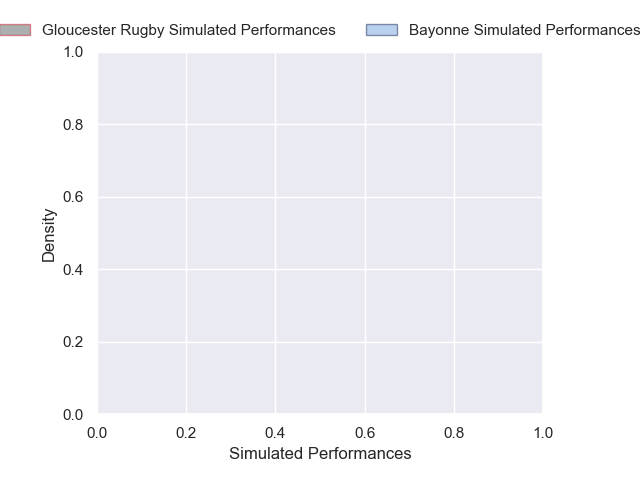 Gloucester Rugby Simulated Performances
Bayonne Simulated Performances
1.0
0.8
0.6
0.4
0.2
0.0
Density
0.0 0.2 0.4 0.6 0.8 1.0
Simulated Performances